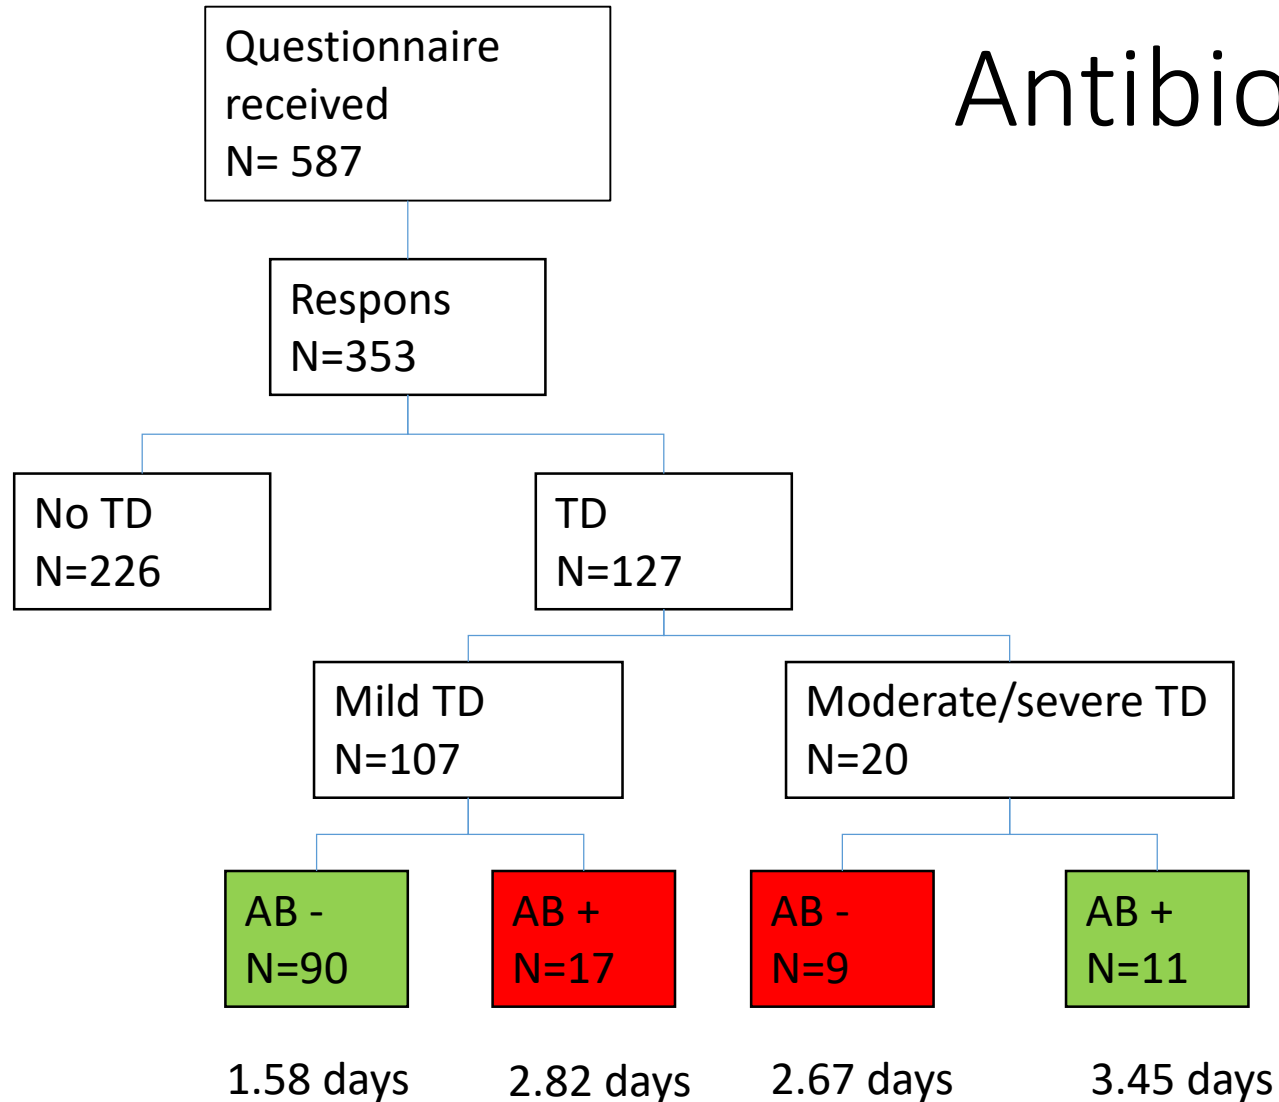 Questionnaire
received
N= 587
Antibio
Respons
N=353
No TD
N=226
TD
N=127
Mild TD
N=107
Moderate/severe TD
N=20
AB -
N=90
AB +
N=17
AB -
N=9
AB +
N=11
1.58 days
2.82 days
2.67 days
3.45 days